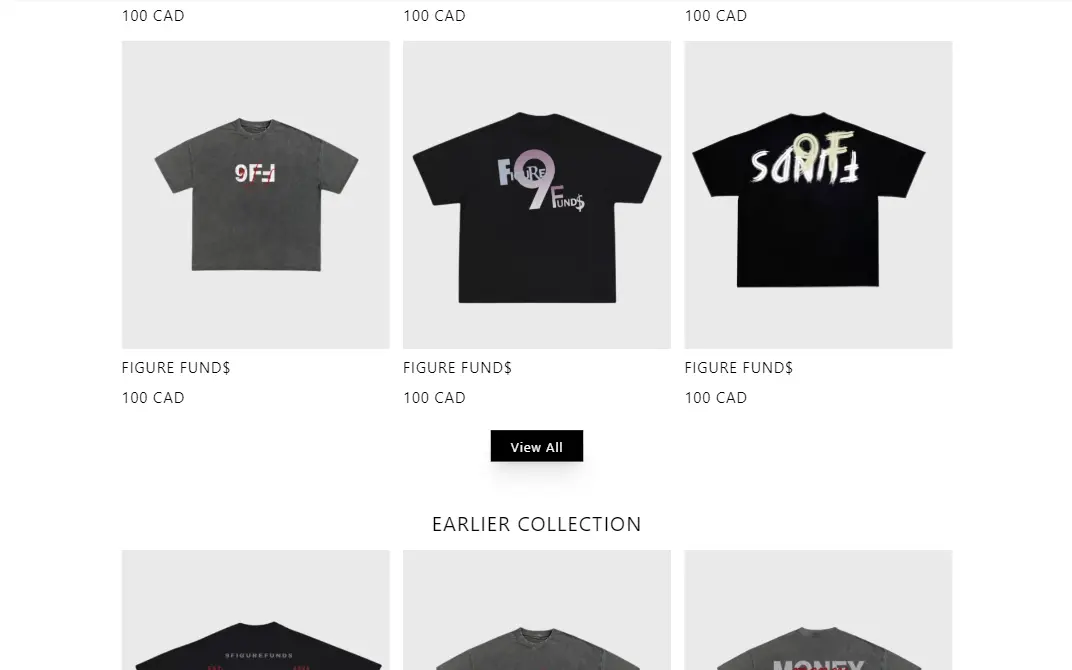 100 CAD
100 CAD
100 CAD
9F
FIGURE 9 FUND$
9F
FUNDS
FIGURE FUND$
FIGURE FUND$
FIGURE FUND$
100 CAD
100 CAD
100 CAD
View All
EARLIER COLLECTION
9FIGUREFUNDS
MONEY